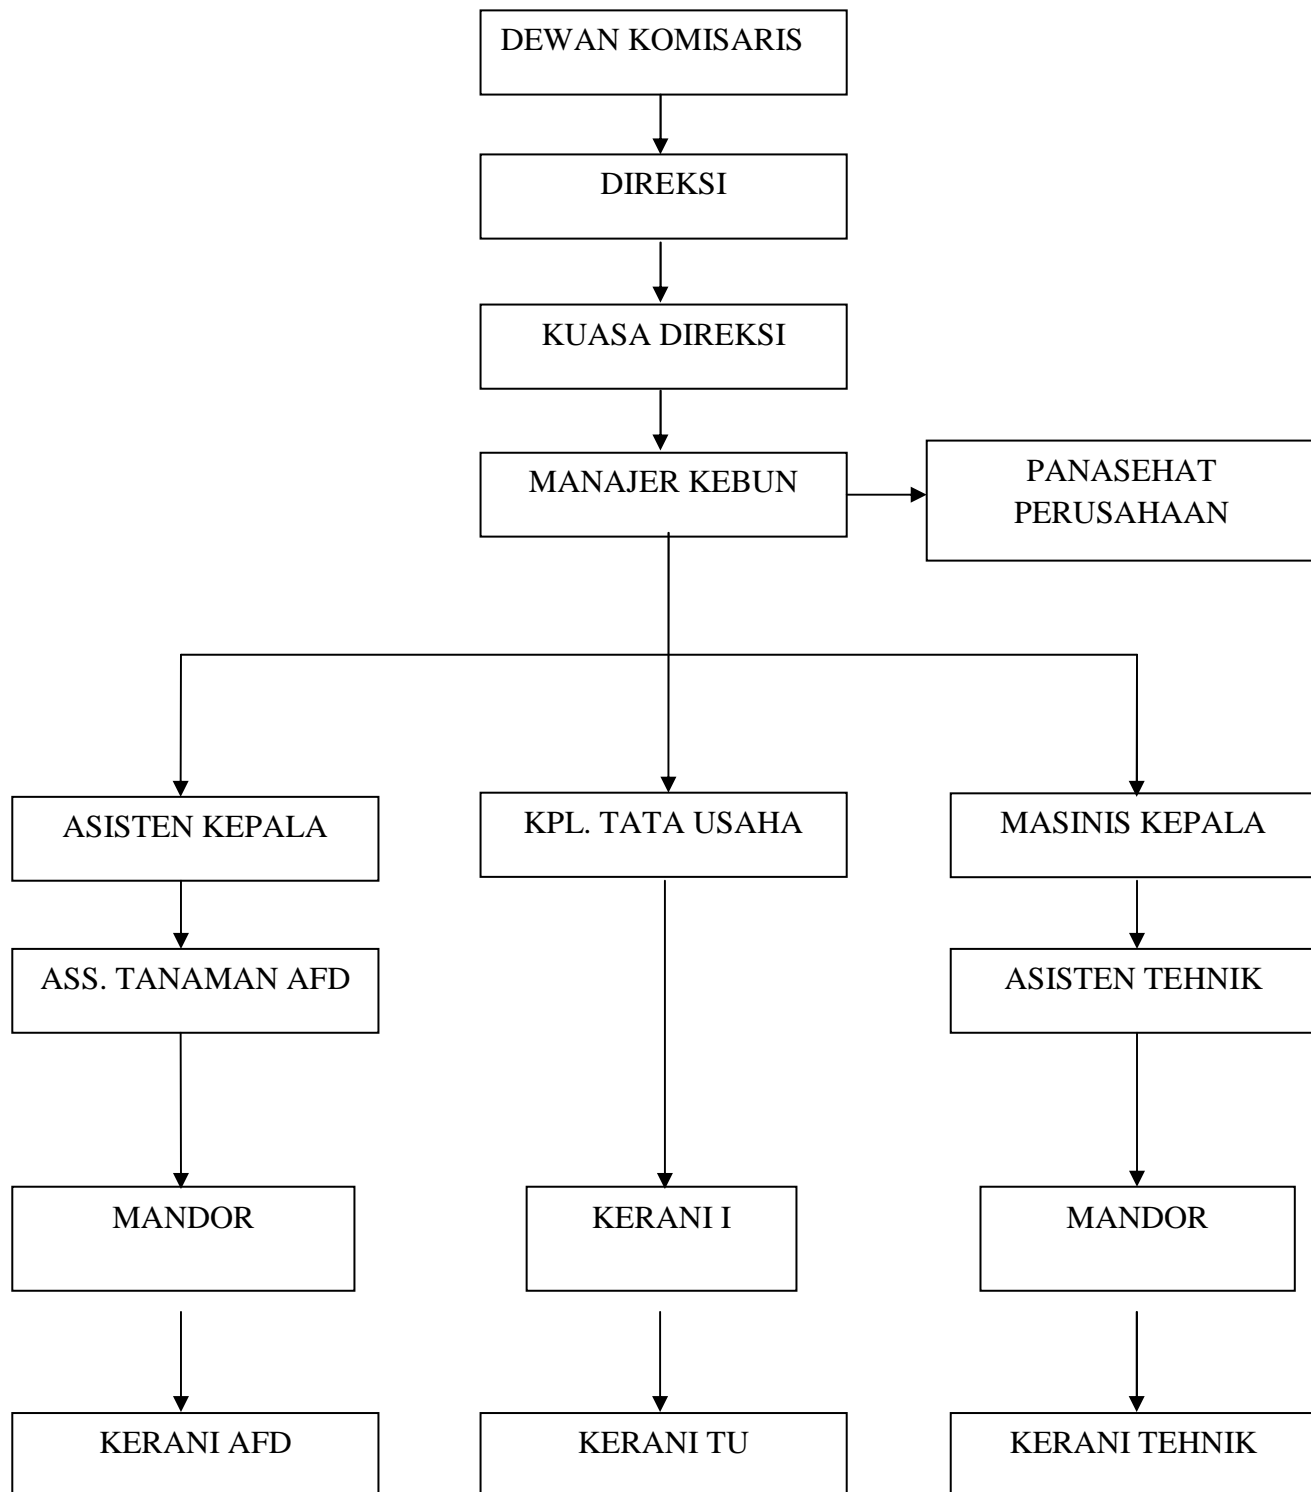 DEWAN KOMISARIS
DIREKSI
KUASA DIREKSI
MANAJER KEBUN
PANASEHAT
PERUSAHAAN
ASISTEN KEPALA
KPL. TATA USAHA
MASINIS KEPALA
ASS. TANAMAN AFD
ASISTEN TEHNIK
MANDOR
KERANI I
MANDOR
KERANI AFD
KERANI TU
KERANI TEHNIK